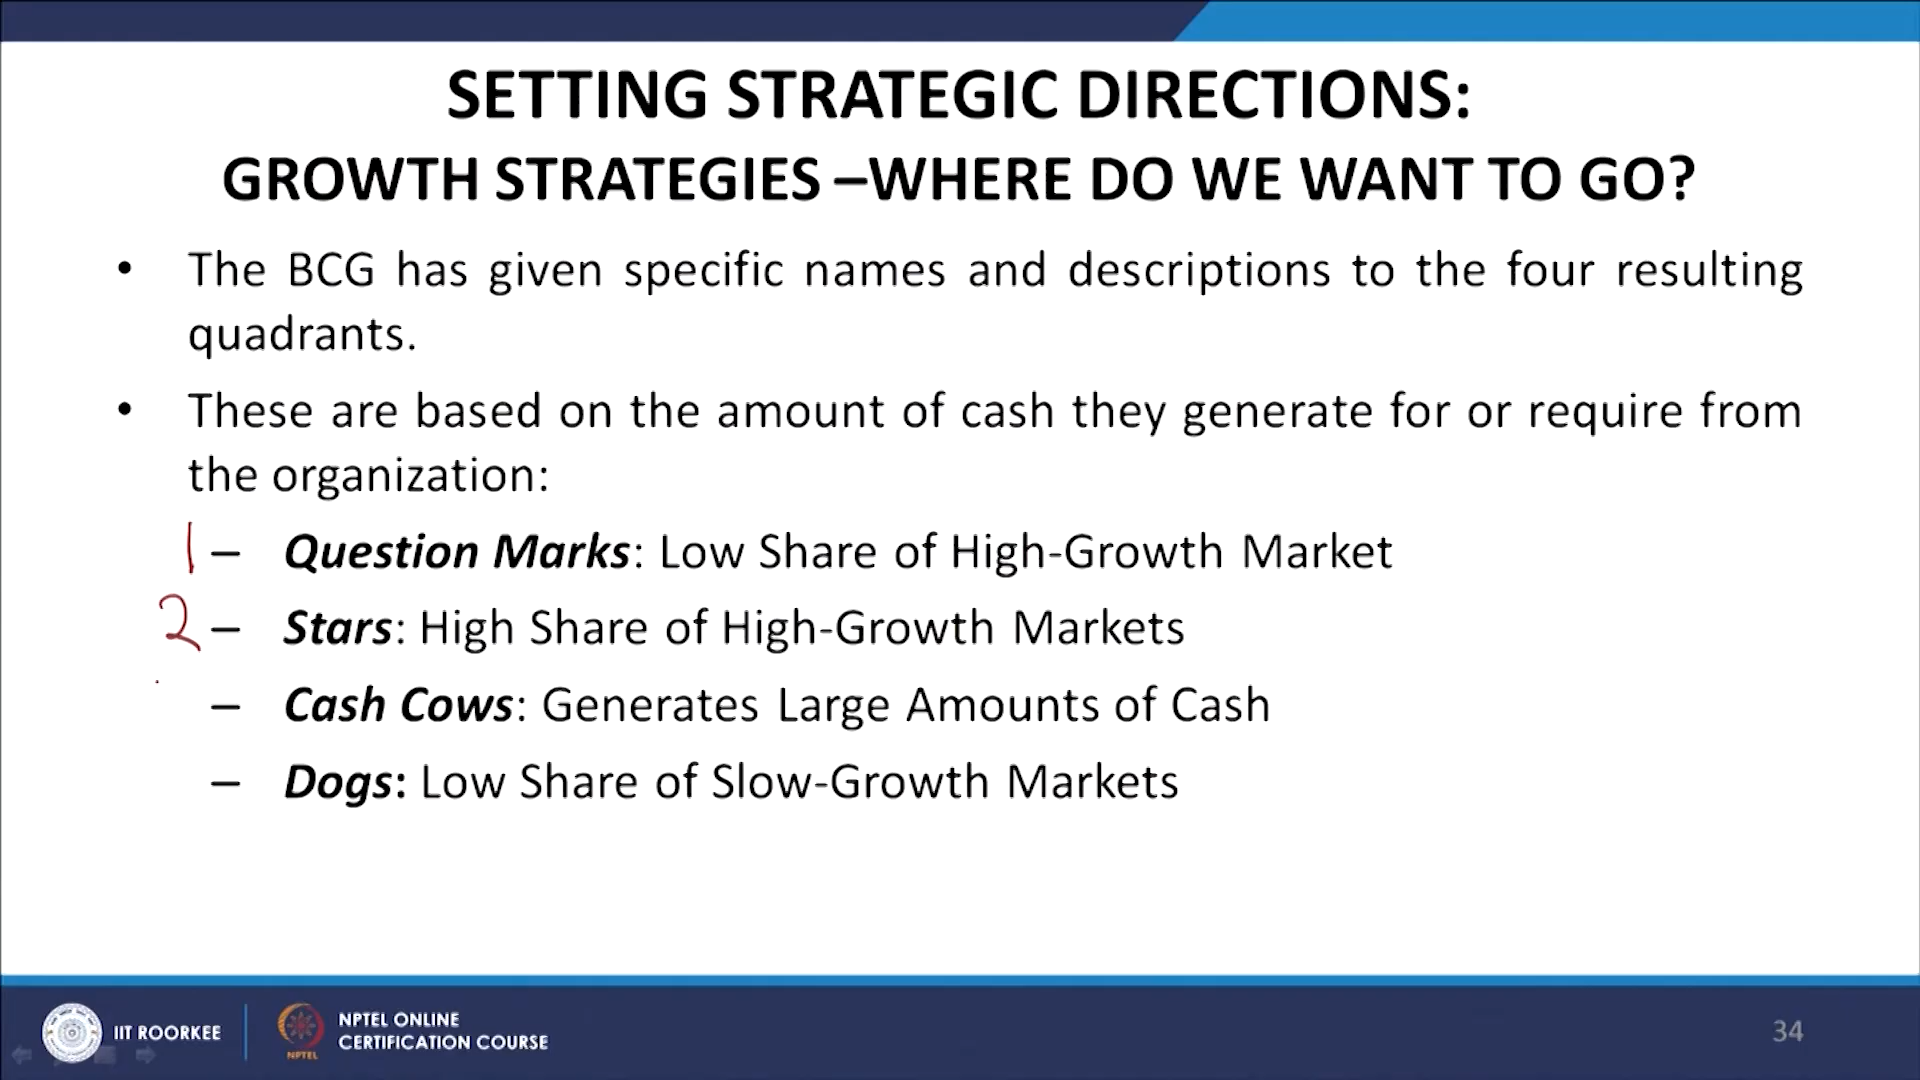 SETTING STRATEGIC DIRECTIONS:
GROWTH STRATEGIES –WHERE DO WE WANT TO GO?
• The BCG has given specific names and descriptions to the four resulting
quadrants.
• These are based on the amount of cash they generate for or require from
the organization:
1 – Question Marks: Low Share of High-Growth Market
2 – Stars: High Share of High-Growth Markets
– Cash Cows: Generates Large Amounts of Cash
– Dogs: Low Share of Slow-Growth Markets
IIT ROORKEE
NPTEL
NPTEL ONLINE
CERTIFICATION COURSE
34